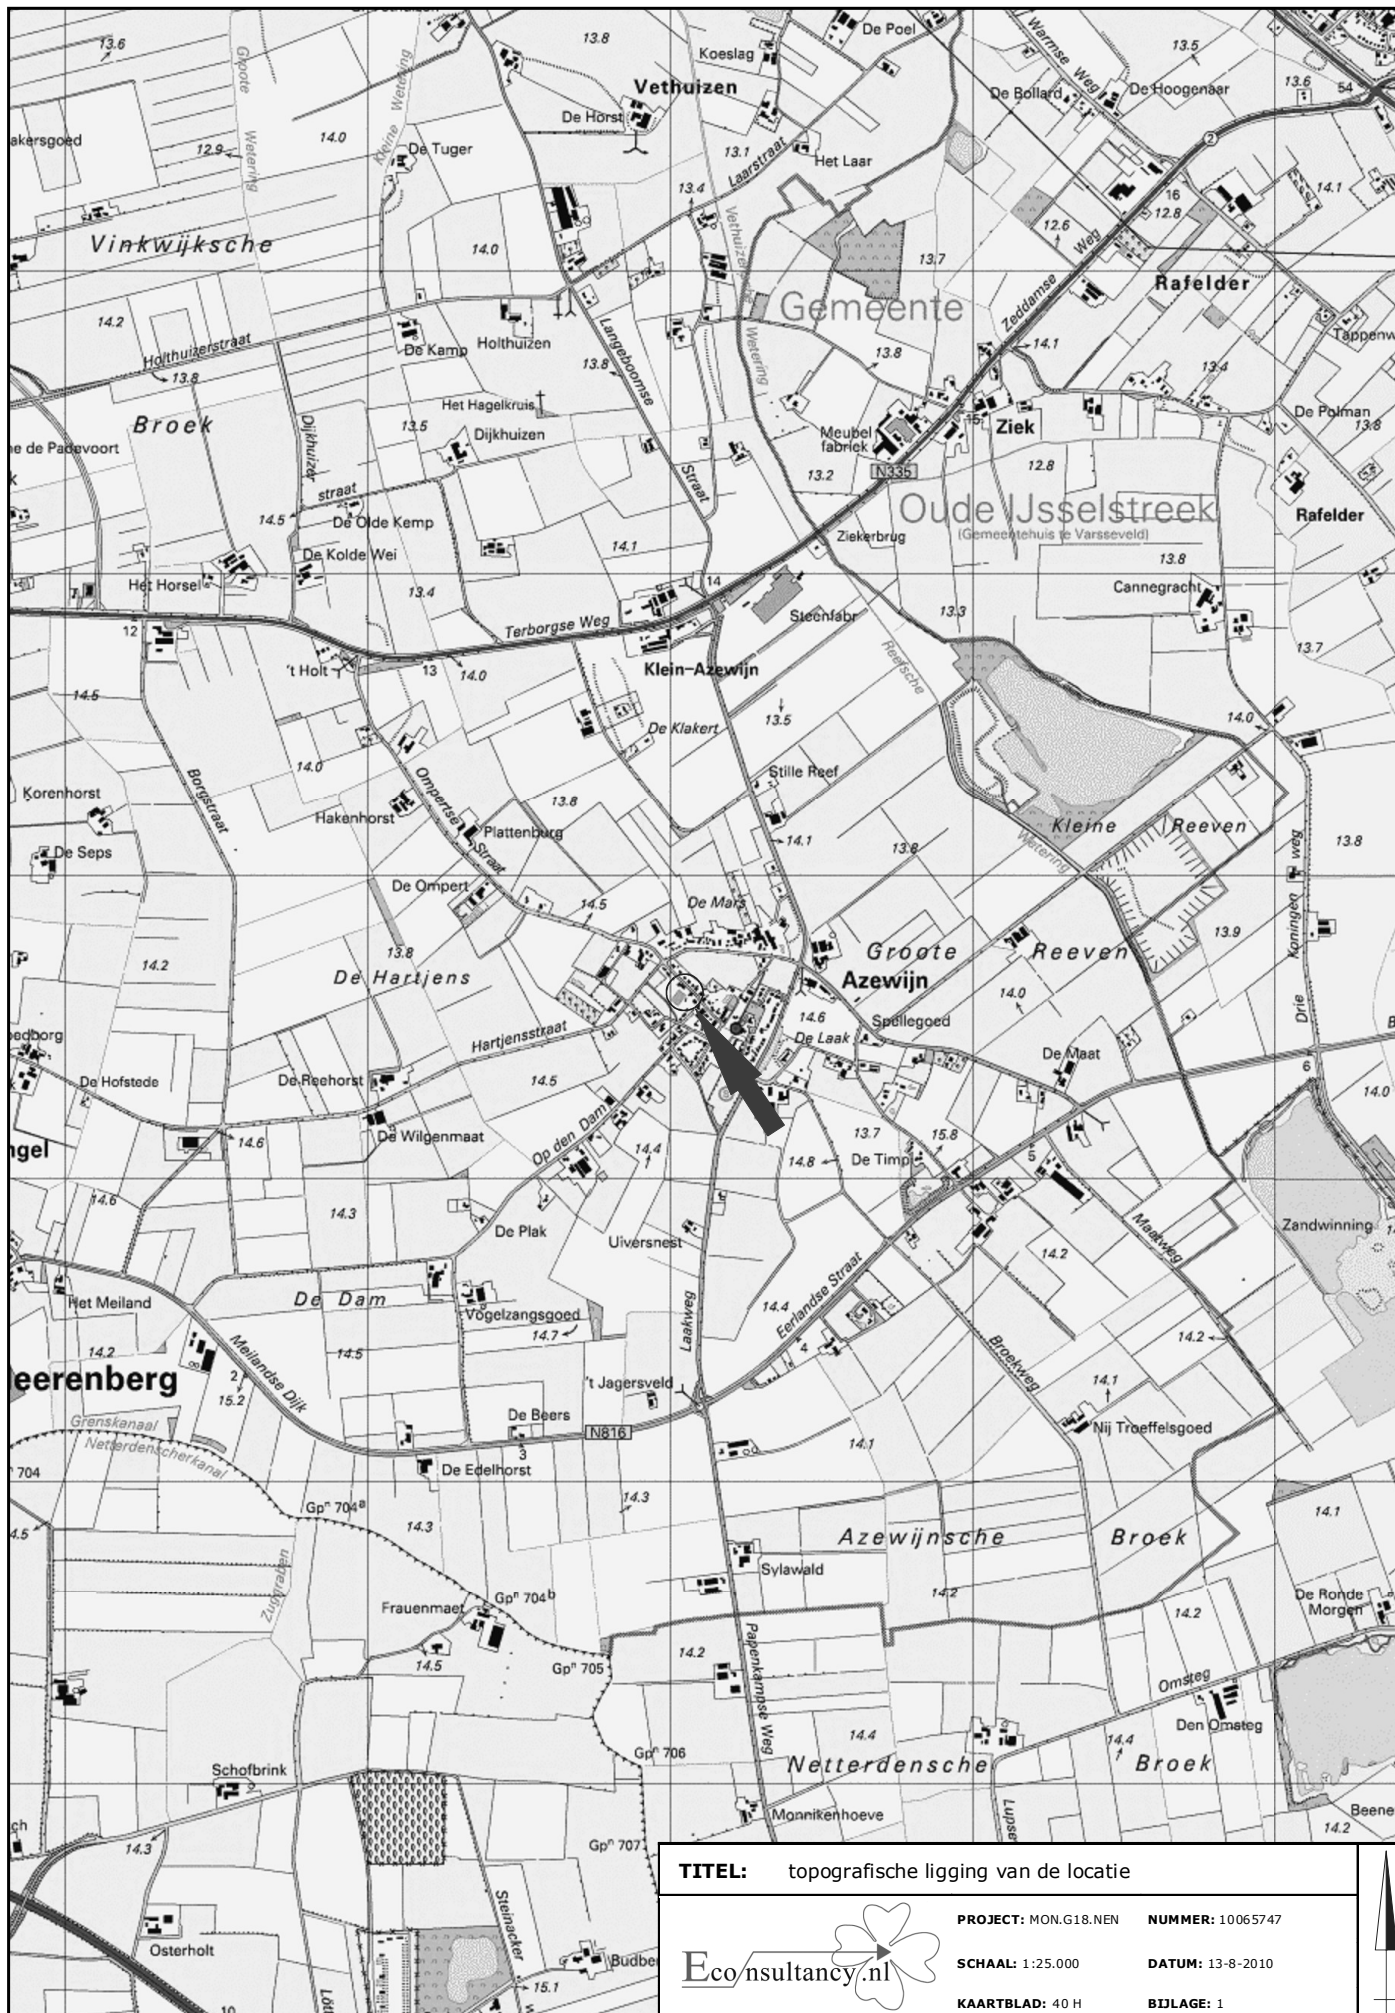 13.6
Groote
Wetering
Kleine
Wetering
13.8
Koeslag
De Poel
Warmse Weg
13.5
Vethuizen
De Bollard
De Hoogenaar
13.6
54
De Horst
akersgoed
12.9
14.0
De Tuger
13.1
Laarstraat
Het Laar
2
13.4
16
12.8
14.1
Vinkwijksche
14.0
12.6
Zeddamse Weg
13.7
Rafelder
Gemeente
14.2
Holthuizerstraat
De Kamp
Holthuizen
Langeboomse
Straat
Wetering
13.8
13.8
13.8
14.1
13.4
Tappenw
Het Hagelkruis
Broek
13.5
Dijkhuizen
Dijkhuizer
straat
Meubel
fabriek
15
Ziek
De Polman
13.8
ne de Padevoort
N335
13.2
12.8
14.5
De Olde Kemp
Oude IJsselstreek
(Gemeentehuis te Varsseveld)
Rafelder
De Kolde Wei
14.1
Ziekerbrug
13.8
Het Horsel
13.4
14
Cannegracht
Steenfabr
13.3
12
Terborgse Weg
't Holt
13
14.0
Klein-Azewijn
Reefsche
Wetering
13.7
14.5
De Klakert
13.5
14.0
14.0
Borgstraat
Ompertse
Straat
Stille Reef
Korenhorst
Hakenhorst
13.8
Plattenburg
14.1
Kleine Reeven
De Seps
13.8
13.8
De Ompert
14.5
De Mars
Drie Koningen weg
14.2
13.8
De Hartjens
Groote Reeven
13.9
Azewijn
14.0
Hartjensstraat
14.6
Spellegoed
De Laak
De Maat
6
edborg
De Hofstede
De Reehorst
14.5
14.0
14.6
De Wilgenmaat
Op den Dam
14.4
13.7
15.8
De Timp
14.8
5
ngel
14.6
14.3
De Plak
Uiversnest
Maatweg
Zandwinning
14.2
Het Meiland
De Dam
Vogelzangsgoed
14.7
Laakweg
14.4
Eerlandse Straat
4
14.2
14.2
Meilandse Dijk
14.5
Broekweg
eerenberg
2
15.2
't Jagersveld
14.1
De Beers
N816
Nij Troeffelsgoed
Grenskanaal
Netterdenscherkanal
3
14.1
704
De Edelhorst
14.3
Gpn 704a
14.1
4.5
14.3
Azewijnsche Broek
Zuggraben
Sylawald
Gpn 704b
14.2
Frauenmaet
De Ronde
Morgen
14.2
14.5
Gpn 705
14.2
Papenkampse Weg
Omsteg
Den Omsteg
14.4
14.4
Gpn 706
Netterdensche Broek
Schofbrink
Monnikenhoeve
Lupse
Beene
14.2
ch
14.3
Gpn 707
Steinacker
Osterholt
Budber
15.1
10
TITEL: topografische ligging van de locatie
PROJECT: MON.G18.NEN NUMMER: 10065747
Econsultancy.nl
SCHAAL: 1:25.000 DATUM: 13-8-2010
KAARTBLAD: 40 H BIJLAGE: 1